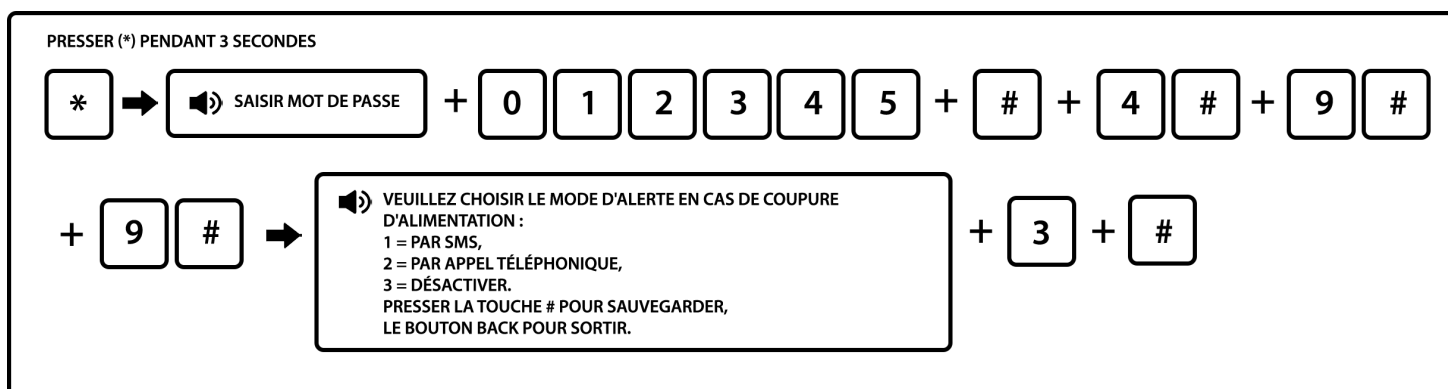 PRESSER (*) PENDANT 3 SECONDES
* SAISIR MOT DE PASSE + 0 1 2 3 4 5 + # + 4 # + 9 #
+ 9 # VEUILLEZ CHOISIR LE MODE D'ALERTE EN CAS DE COUPURE
D'ALIMENTATION :
1 = PAR SMS,
2 = PAR APPEL TÉLÉPHONIQUE,
3 = DÉSACTIVER.
PRESSER LA TOUCHE # POUR SAUVEGARDER,
LE BOUTON BACK POUR SORTIR.
+ 3 + #